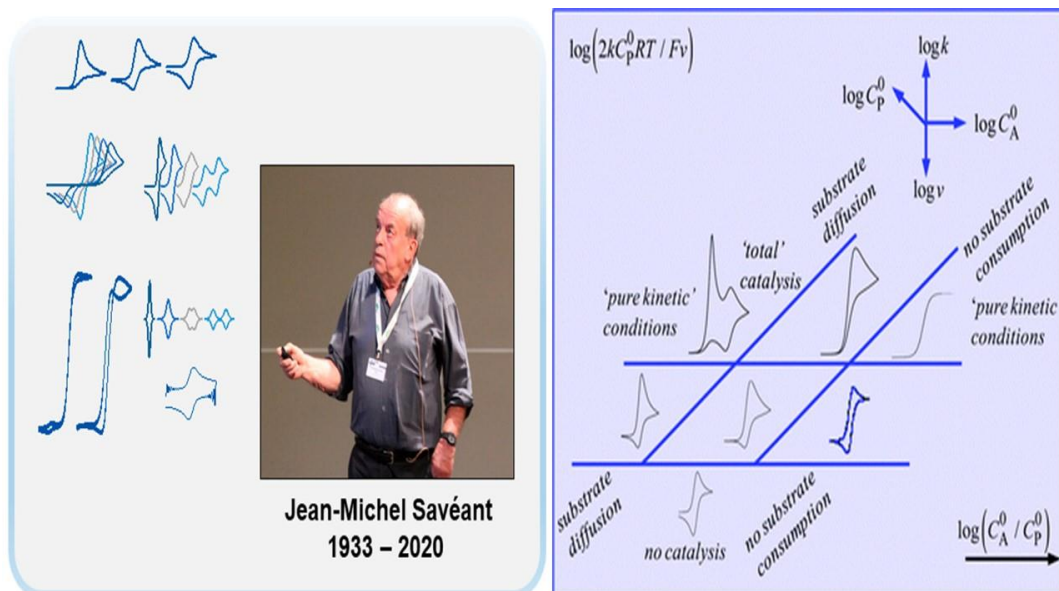 Jean-Michel Savéant
1933 – 2020
log(2kC_P^0RT / Fv)
log k
log C_P^0
log C_A^0
log v
substrate
diffusion
no substrate
consumption
'total'
catalysis
'pure kinetic'
conditions
'pure kinetic'
conditions
substrate
diffusion
no catalysis
no substrate
consumption
log(C_A^0 / C_P^0)